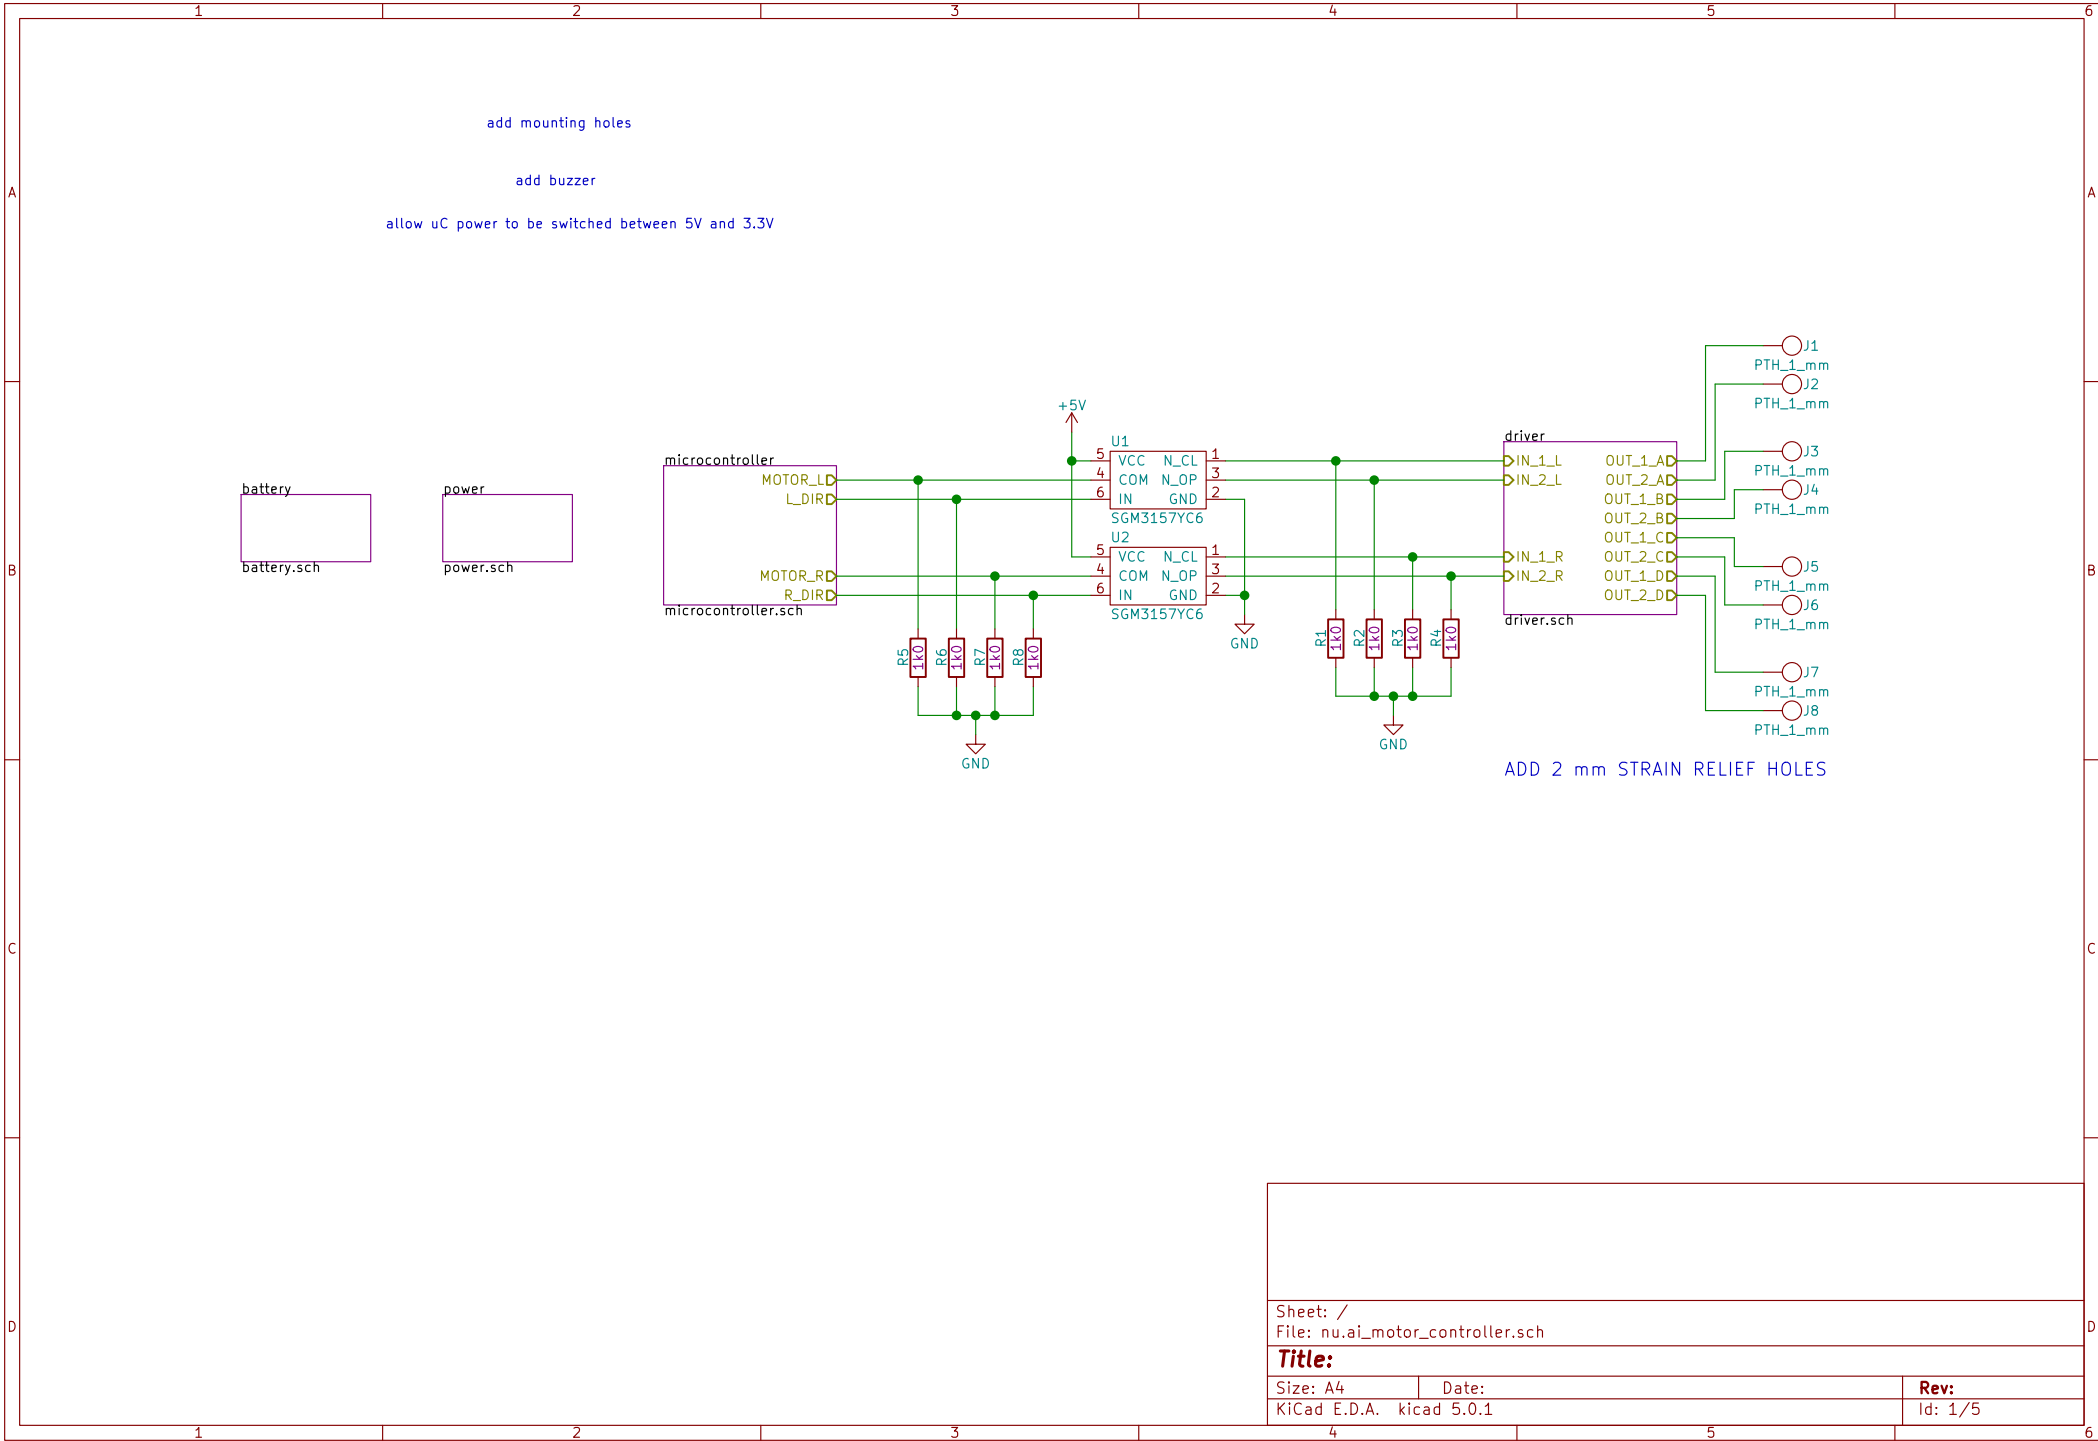 1 2 3 4 5 6
A A
B B
C C
D D
add mounting holes
add buzzer
allow uC power to be switched between 5V and 3.3V
battery
battery.sch
power
power.sch
microcontroller
MOTOR_L
L_DIR
MOTOR_R
R_DIR
microcontroller.sch
R5 1k0
R6 1k0
R7 1k0
R8 1k0
GND
+5V
U1
5 VCC N_CL 1
4 COM N_OP 3
6 IN GND 2
SGM3157YC6
U2
5 VCC N_CL 1
4 COM N_OP 3
6 IN GND 2
SGM3157YC6
GND
R1 1k0
R2 1k0
R3 1k0
R4 1k0
GND
driver
IN_1_L OUT_1_A
IN_2_L OUT_2_A
OUT_1_B
OUT_2_B
OUT_1_C
IN_1_R OUT_2_C
IN_2_R OUT_1_D
OUT_2_D
driver.sch
J1
PTH_1_mm
J2
PTH_1_mm
J3
PTH_1_mm
J4
PTH_1_mm
J5
PTH_1_mm
J6
PTH_1_mm
J7
PTH_1_mm
J8
PTH_1_mm
ADD 2 mm STRAIN RELIEF HOLES
Sheet: /
File: nu.ai_motor_controller.sch
Title:
Size: A4 Date: Rev:
KiCad E.D.A. kicad 5.0.1 Id: 1/5
1 2 3 4 5 6